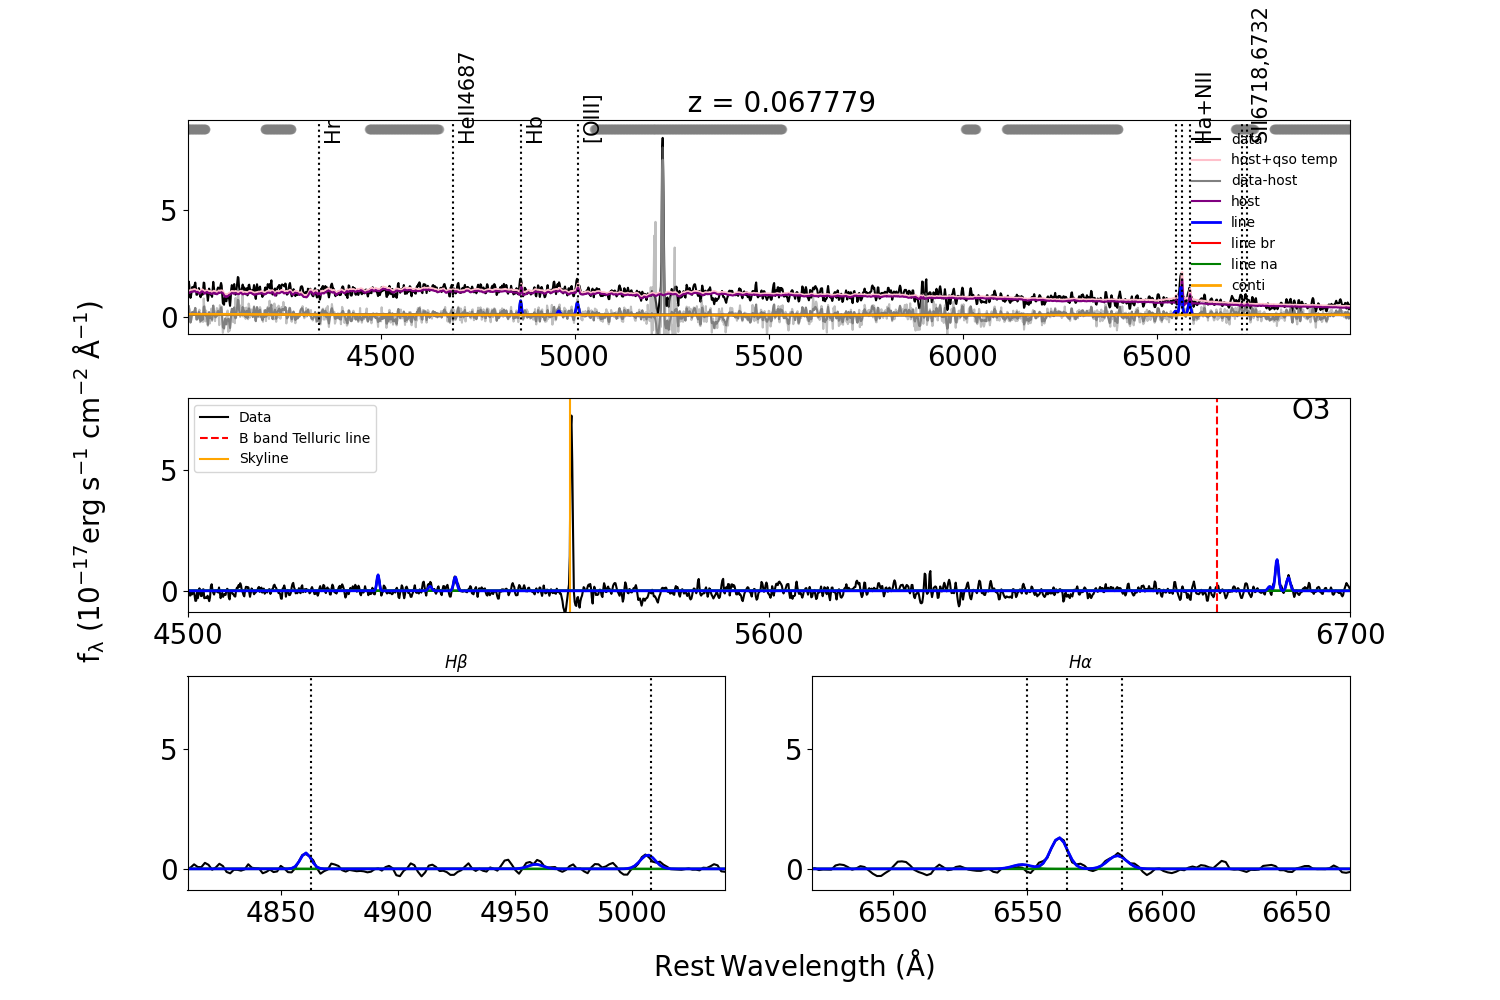 z = 0.067779
Hr
HeII4687
Hb
[OIII]
Ha+NII
SII6718,6732
data
host+qso temp
data-host
host
line
line br
line na
conti
5
0
4500 5000 5500 6000 6500
O3
Data
B band Telluric line
Skyline
5
0
4500 5600 6700
fλ (10−17erg s−1 cm−2 Å−1)
Hβ
5
0
4850 4900 4950 5000
Hα
5
0
6500 6550 6600 6650
Rest Wavelength (Å)